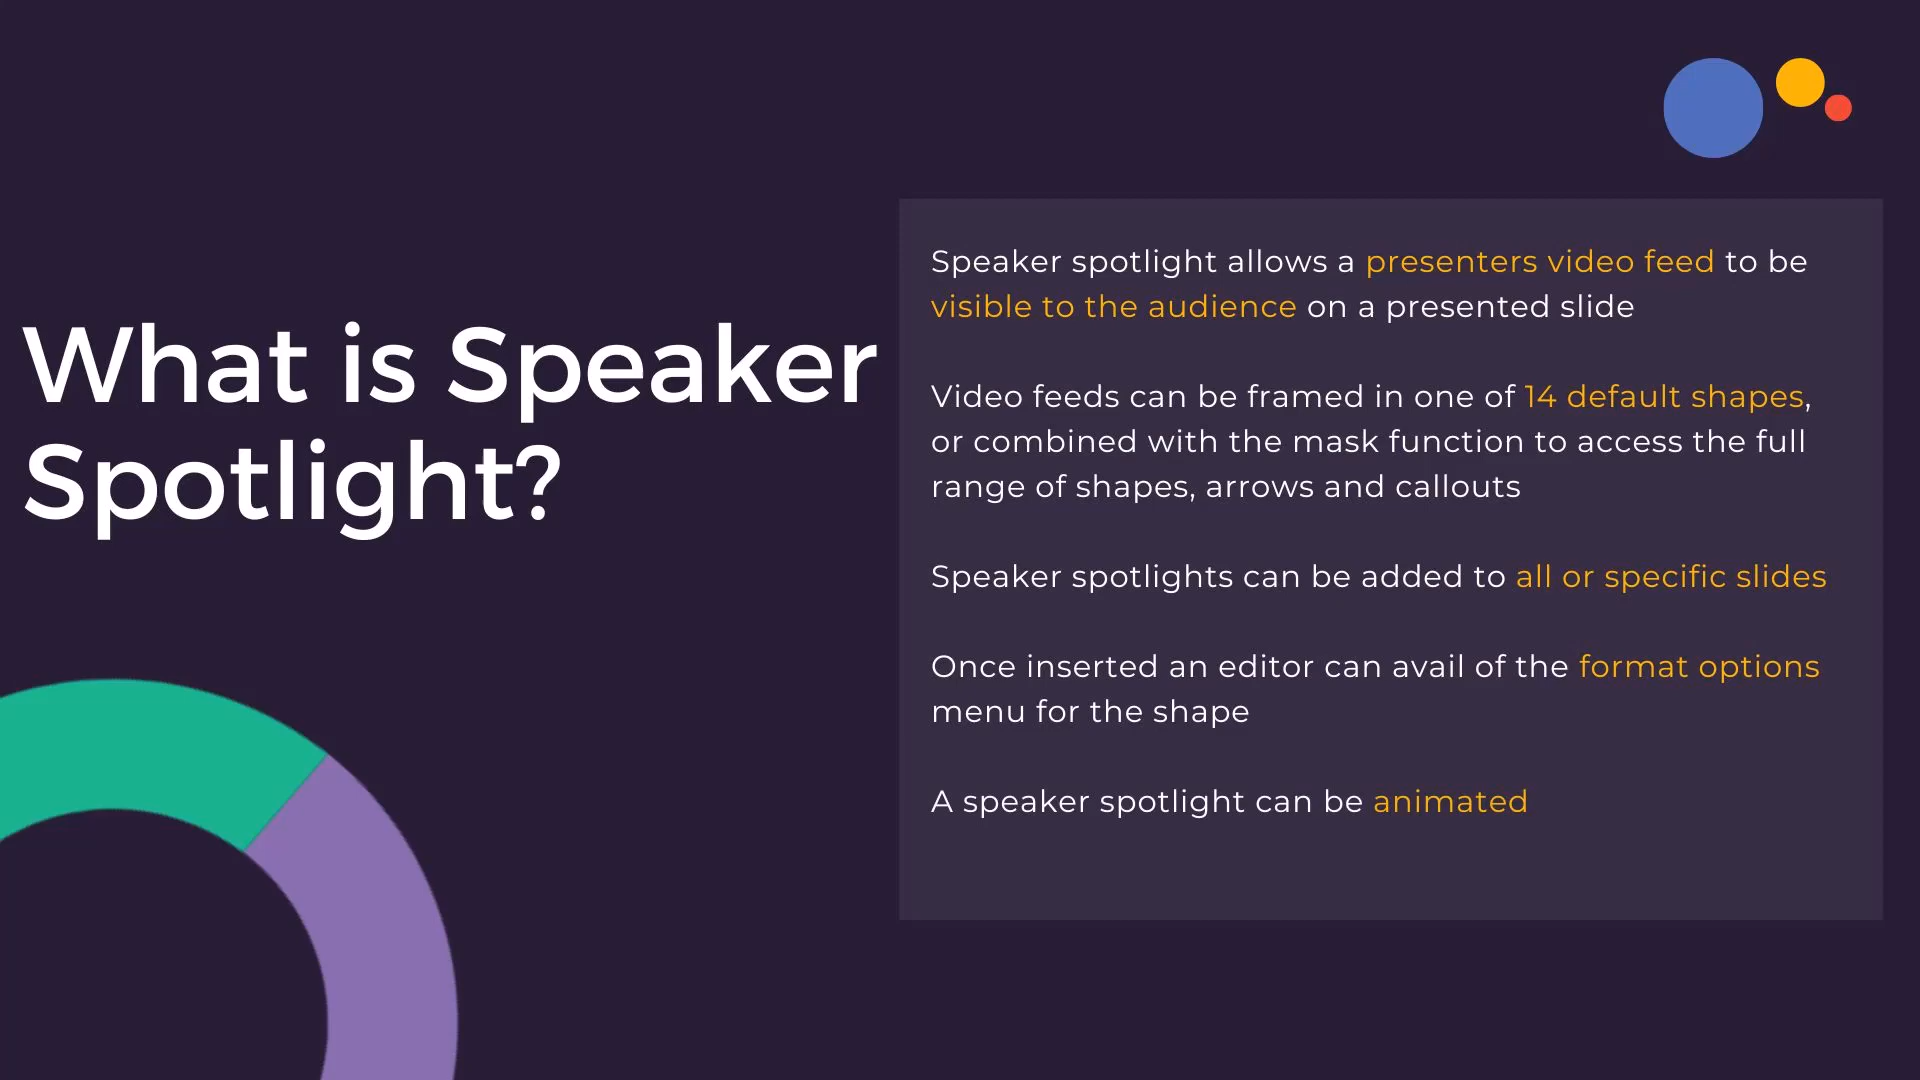 What is Speaker
Spotlight?
Speaker spotlight allows a presenters video feed to be
visible to the audience on a presented slide
Video feeds can be framed in one of 14 default shapes,
or combined with the mask function to access the full
range of shapes, arrows and callouts
Speaker spotlights can be added to all or specific slides
Once inserted an editor can avail of the format options
menu for the shape
A speaker spotlight can be animated